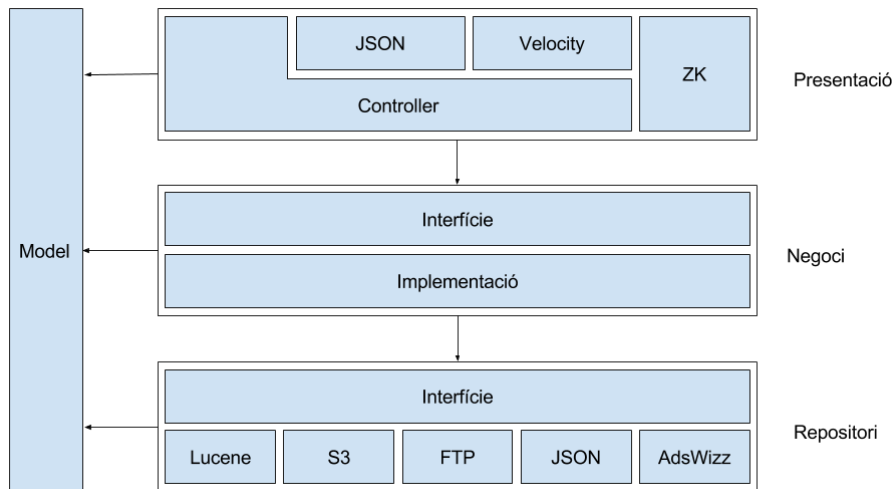 JSON
Velocity
ZK
Controller
Presentació
Model
Interfície
Implementació
Negoci
Interfície
Lucene
S3
FTP
JSON
AdsWizz
Repositori